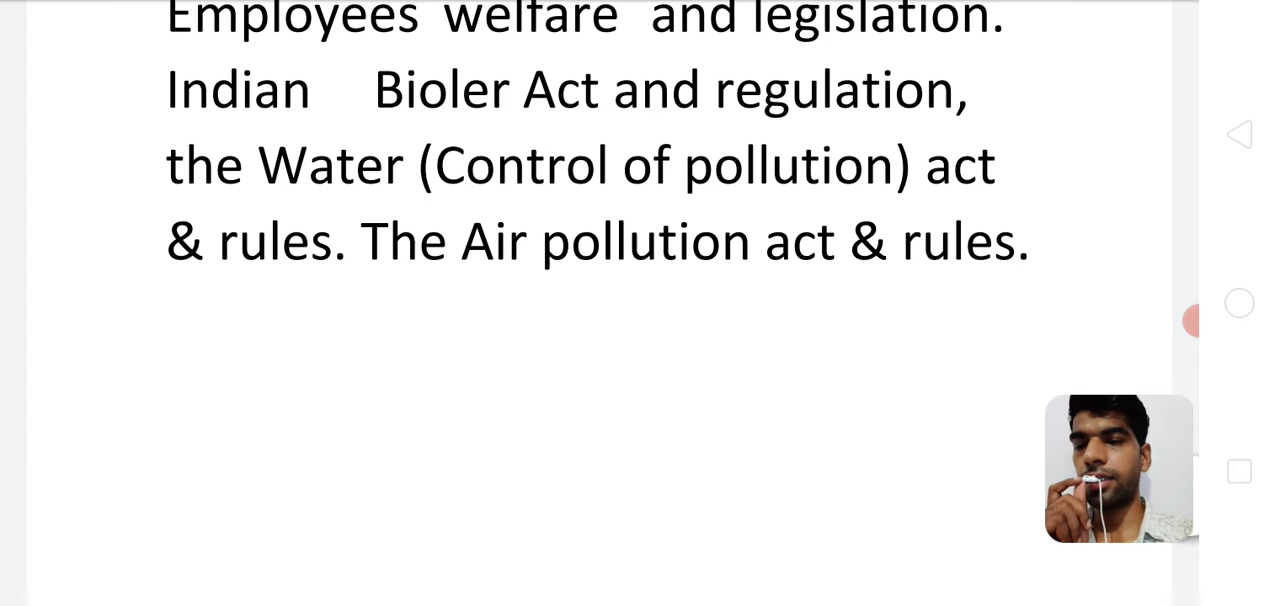 Employees welfare and legislation.
Indian Bioler Act and regulation,
the Water (Control of pollution) act
& rules. The Air pollution act & rules.